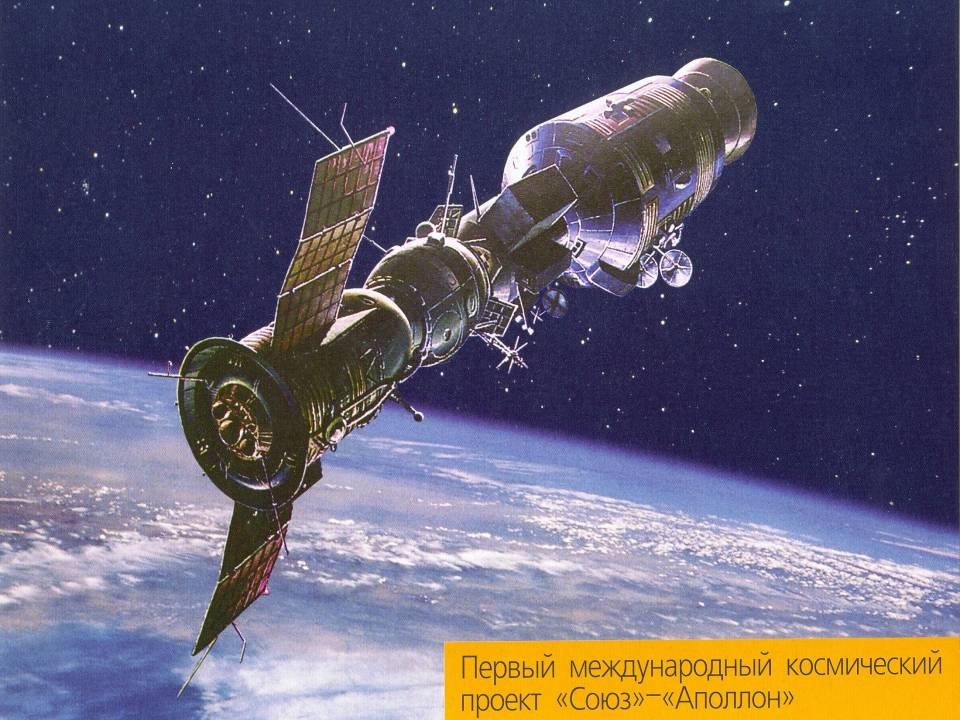 Первый международный космический
проект «Союз»–«Аполлон»